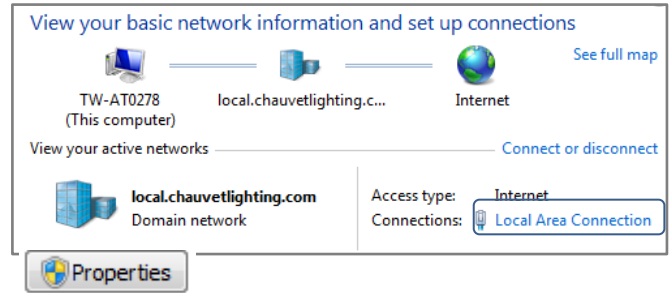 View your basic network information and set up connections
See full map
TW-AT0278
(This computer)
local.chauvetlighting.c...
Internet
View your active networks
Connect or disconnect
local.chauvetlighting.com
Domain network
Access type: Internet
Connections: Local Area Connection
Properties